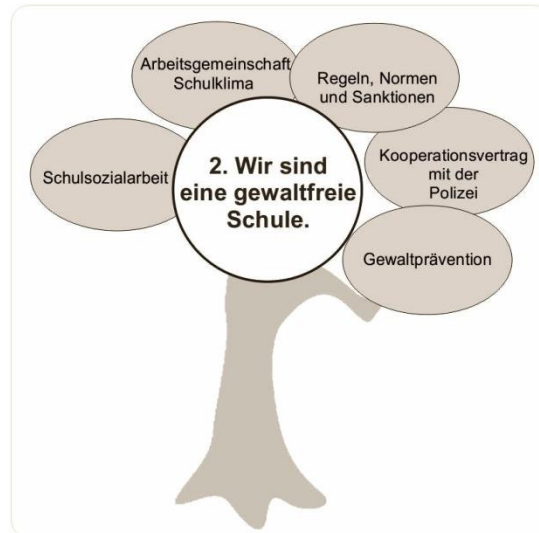 Arbeitsgemeinschaft
Schulklima
Regeln, Normen
und Sanktionen
Schulsozialarbeit
2. Wir sind
eine gewaltfreie
Schule.
Kooperationsvertrag
mit der
Polizei
Gewaltprävention